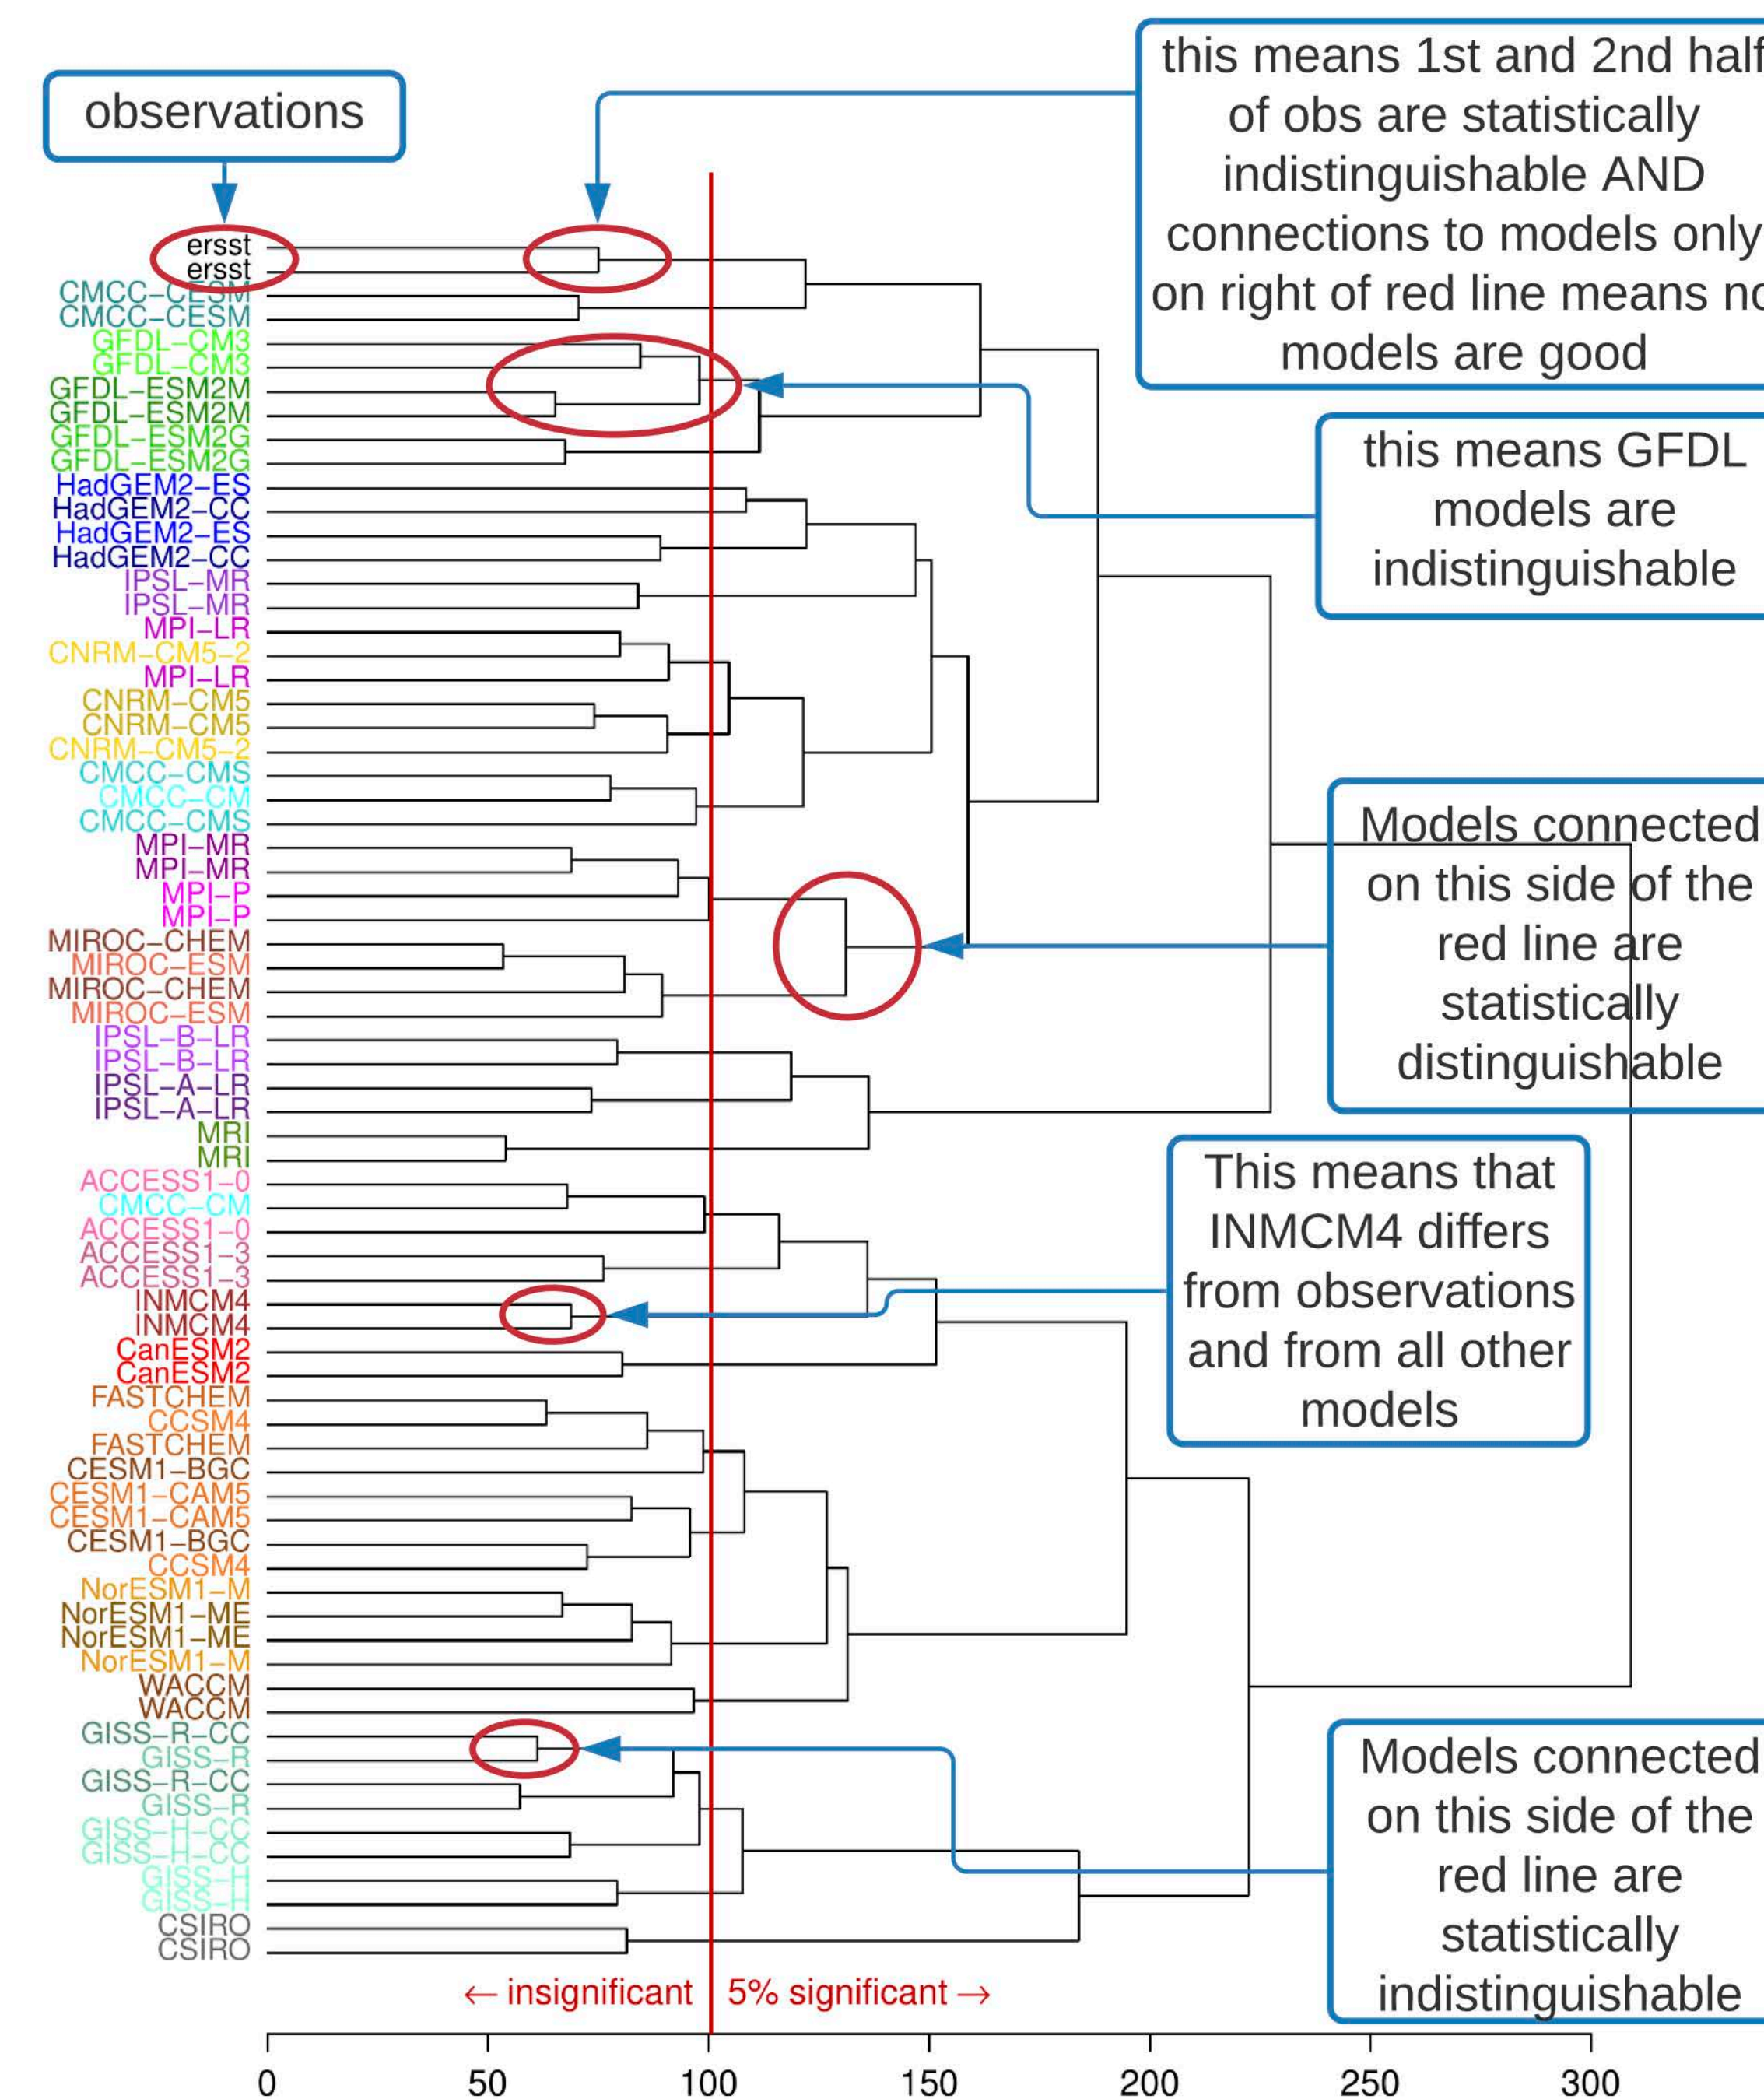 observations
this means 1st and 2nd half
of obs are statistically
indistinguishable AND
connections to models only
on right of red line means no
models are good
this means GFDL
models are
indistinguishable
Models connected
on this side of the
red line are
statistically
distinguishable
This means that
INMCM4 differs
from observations
and from all other
models
Models connected
on this side of the
red line are
statistically
indistinguishable
ersst
ersst
CMCC−CESM
CMCC−CESM
GFDL−CM3
GFDL−CM3
GFDL−ESM2M
GFDL−ESM2M
GFDL−ESM2G
GFDL−ESM2G
HadGEM2−ES
HadGEM2−CC
HadGEM2−ES
HadGEM2−CC
IPSL−MR
IPSL−MR
MPI−LR
CNRM−CM5−2
MPI−LR
CNRM−CM5
CNRM−CM5
CNRM−CM5−2
CMCC−CMS
CMCC−CM
CMCC−CMS
MPI−MR
MPI−MR
MPI−P
MPI−P
MIROC−CHEM
MIROC−ESM
MIROC−CHEM
MIROC−ESM
IPSL−B−LR
IPSL−B−LR
IPSL−A−LR
IPSL−A−LR
MRI
MRI
ACCESS1−0
CMCC−CM
ACCESS1−0
ACCESS1−3
ACCESS1−3
INMCM4
INMCM4
CanESM2
CanESM2
FASTCHEM
CCSM4
FASTCHEM
CESM1−BGC
CESM1−CAM5
CESM1−CAM5
CESM1−BGC
CCSM4
NorESM1−M
NorESM1−ME
NorESM1−ME
NorESM1−M
WACCM
WACCM
GISS−R−CC
GISS−R
GISS−R−CC
GISS−R
GISS−H−CC
GISS−H−CC
GISS−H
GISS−H
CSIRO
CSIRO
← insignificant 5% significant →
0 50 100 150 200 250 300